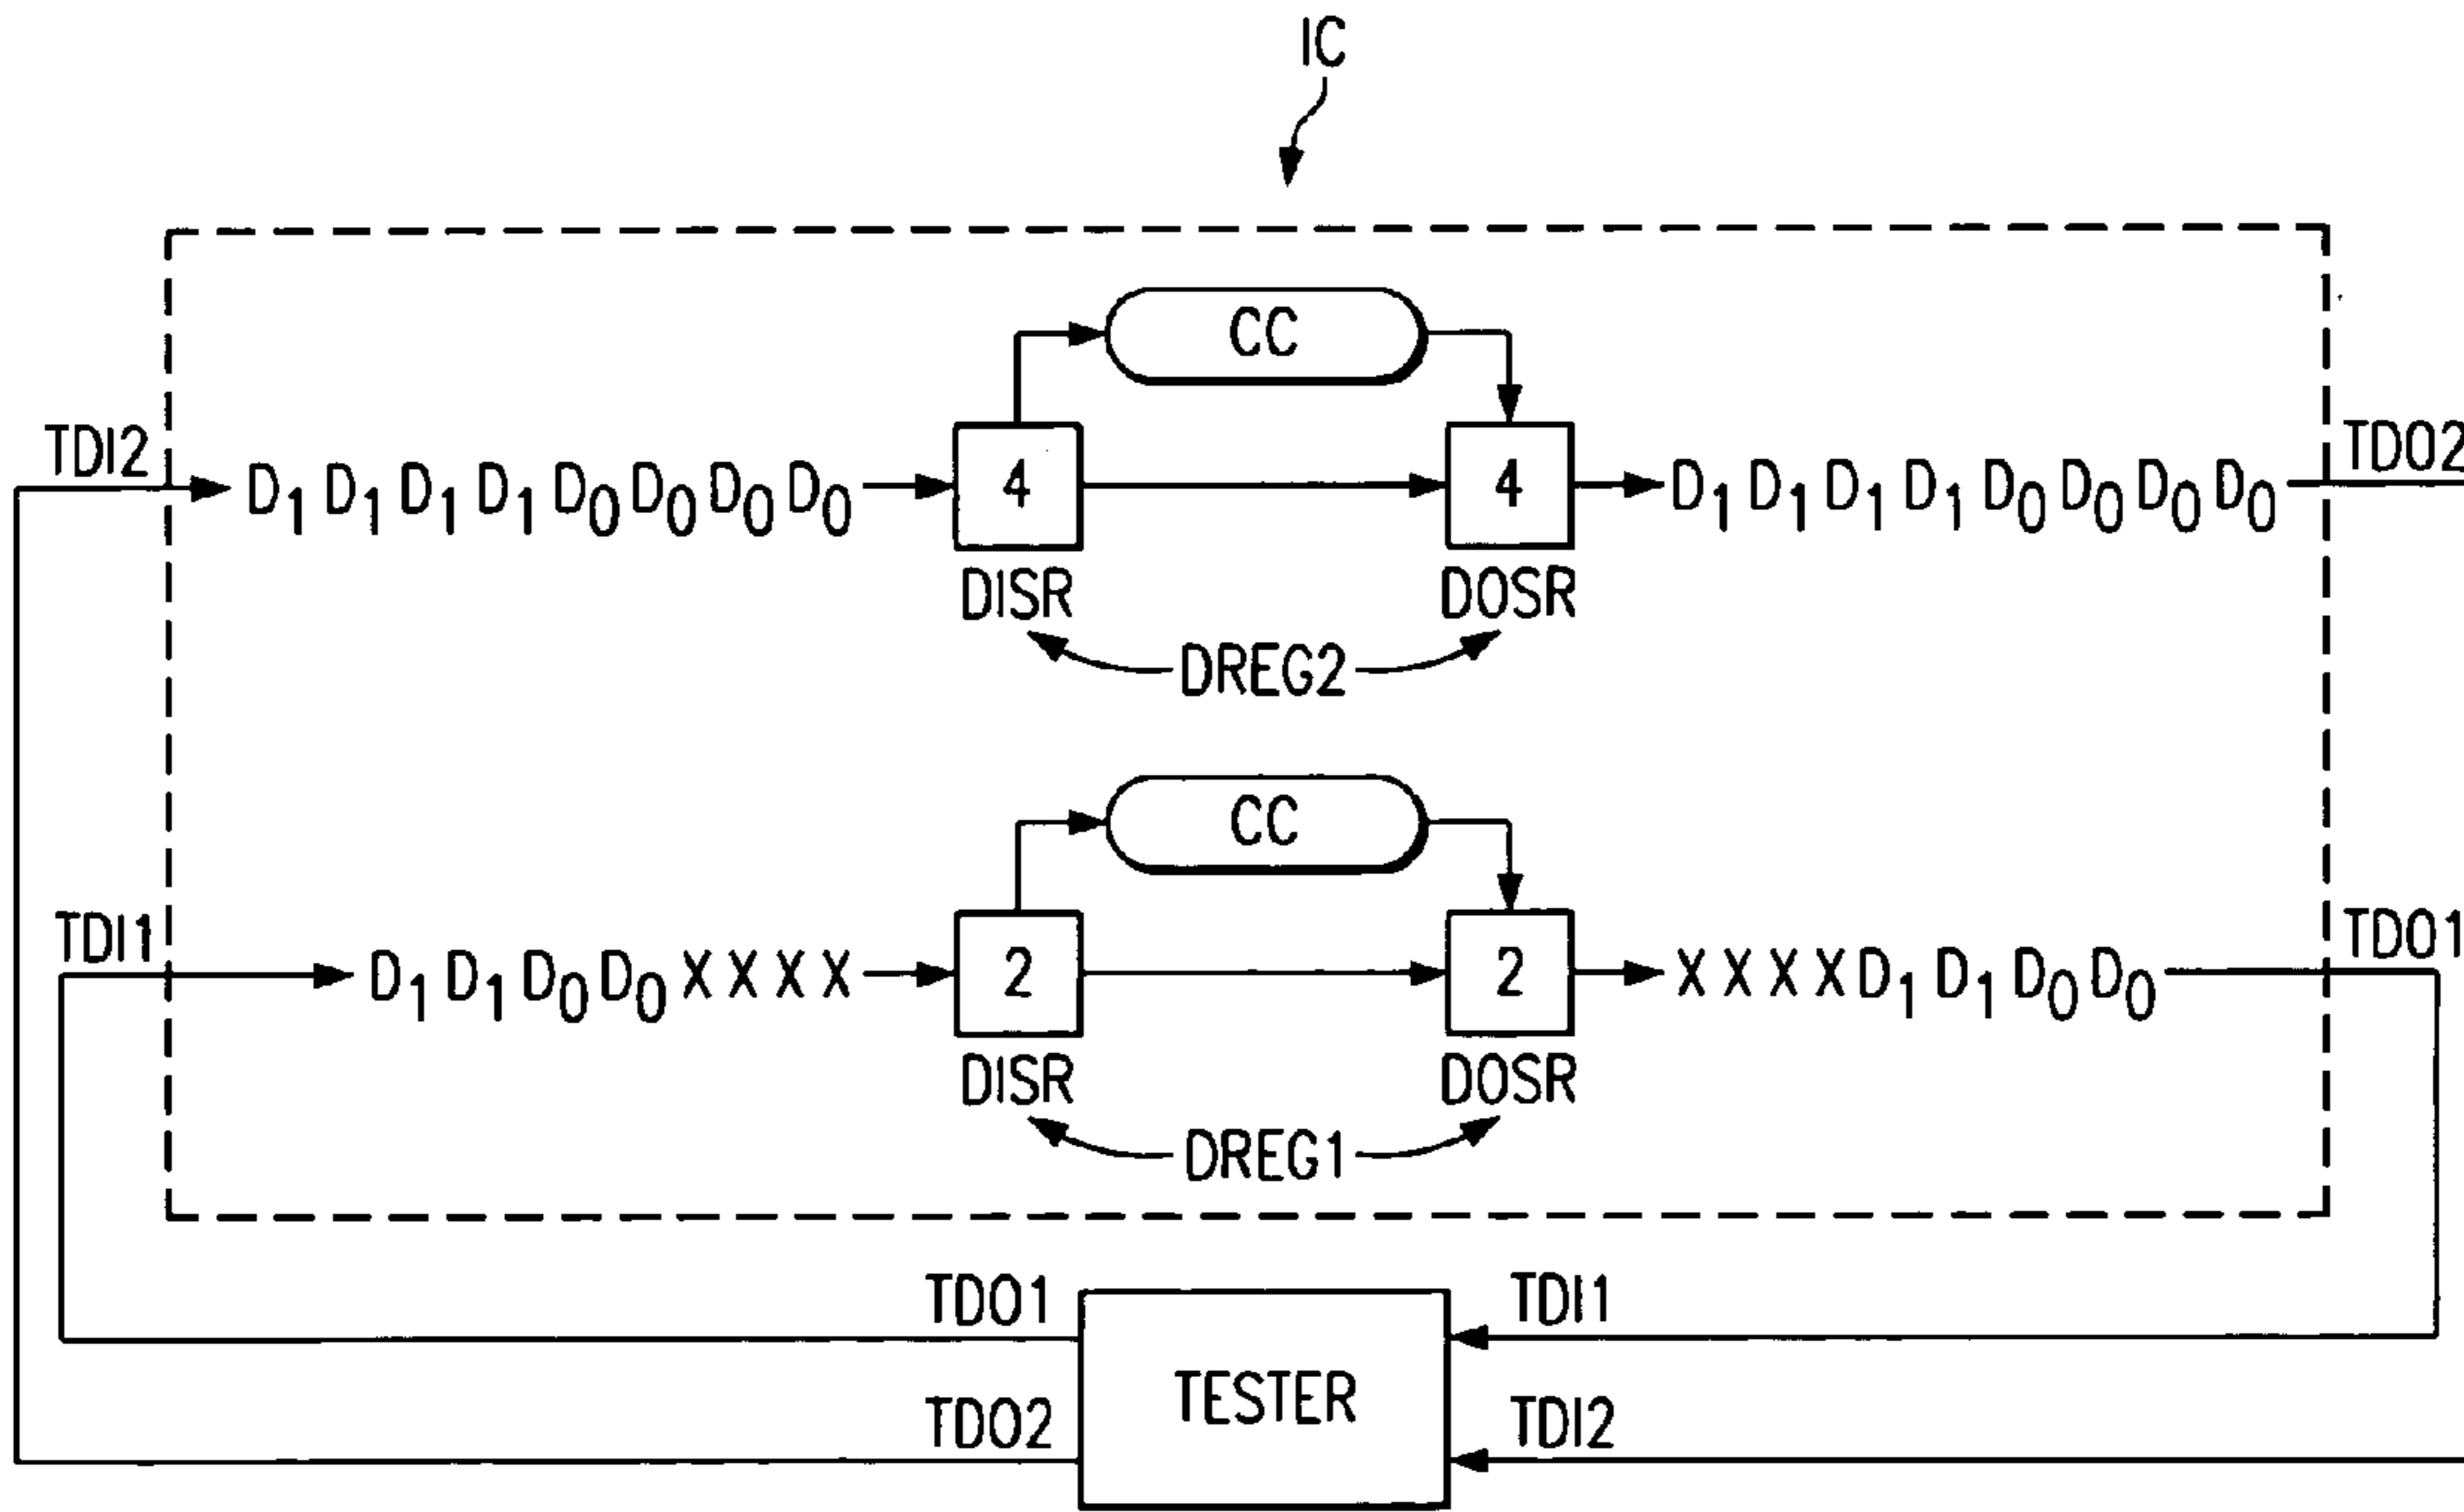 IC
CC
TDI2
D₁ D₁ D₁ D₁ D₀ D₀ D₀ D₀
4
4
D₁ D₁ D₁ D₁ D₀ D₀ D₀ D₀
TDO2
DISR
DOSR
DREG2
CC
TDI1
D₁ D₁ D₀ D₀ X X X X
2
2
X X X X D₁ D₁ D₀ D₀
TDO1
DISR
DOSR
DREG1
TDO1
TDI1
TESTER
TDO2
TDI2